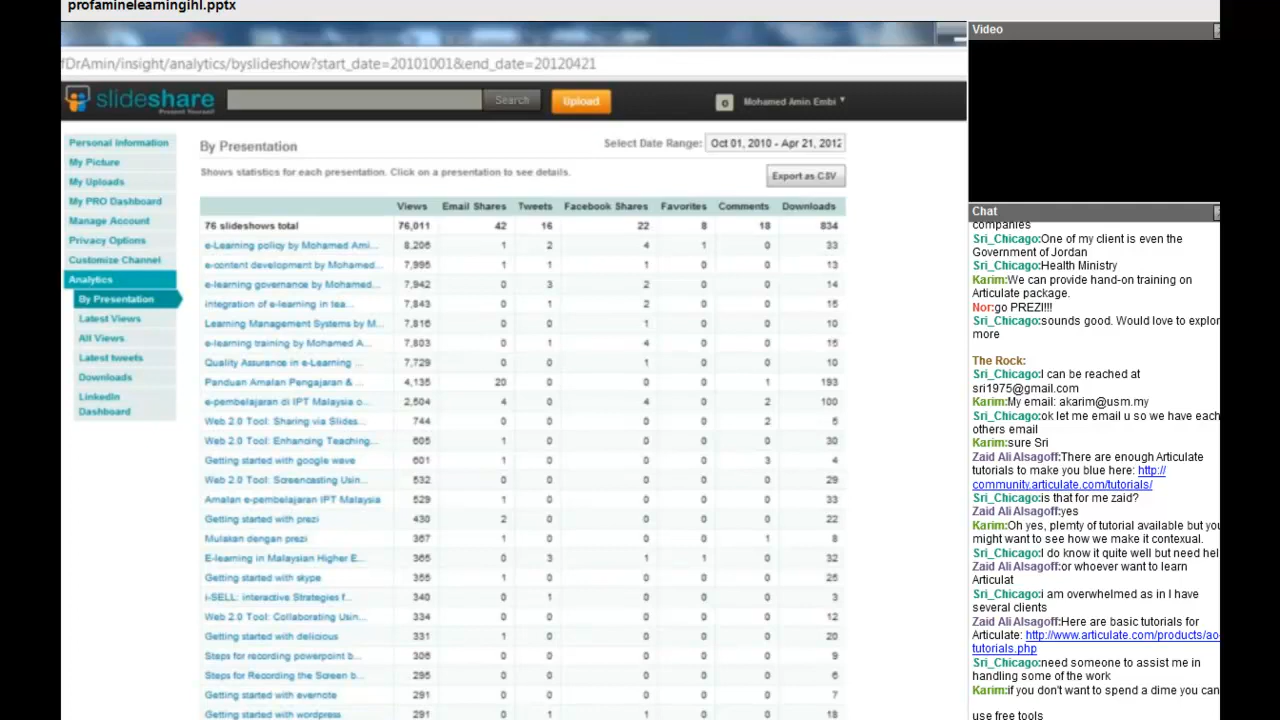 profaminelearningihl.pptx
fDrAmin/insight/analytics/byslideshow?start_date=20101001&end_date=20120421
slideshare
Present Yourself
Search
Upload
0
Mohamed Amin Embi
Personal Information
My Picture
My Uploads
My PRO Dashboard
Manage Account
Privacy Options
Customize Channel
Analytics
By Presentation
Latest Views
All Views
Latest tweets
Downloads
LinkedIn
Dashboard
By Presentation
Select Date Range: Oct 01, 2010 - Apr 21, 2012
Shows statistics for each presentation. Click on a presentation to see details.
Export as CSV
Views Email Shares Tweets Facebook Shares Favorites Comments Downloads
76 slideshows total 76,011 42 16 22 8 18 834
e-Learning policy by Mohamed Ami... 8,206 1 2 4 1 0 33
e-content development by Mohamed... 7,995 1 1 1 0 0 13
e-learning governance by Mohamed... 7,942 0 3 2 0 0 14
integration of e-learning in tea... 7,843 0 1 2 0 0 15
Learning Management Systems by M... 7,816 0 0 1 0 0 10
e-learning training by Mohamed A... 7,803 0 1 4 0 0 15
Quality Assurance in e-Learning ... 7,729 0 0 1 0 0 10
Panduan Amalan Pengajaran & ... 4,135 20 0 0 0 1 193
e-pembelajaran di IPT Malaysia o... 2,504 4 0 4 0 2 100
Web 2.0 Tool: Sharing via Slides... 744 0 0 0 0 2 5
Web 2.0 Tool: Enhancing Teaching... 605 1 0 0 0 0 30
Getting started with google wave 601 1 0 0 0 3 4
Web 2.0 Tool: Screencasting Usin... 532 0 0 0 0 0 29
Amalan e-pembelajaran IPT Malaysia 529 1 0 0 0 0 33
Getting started with prezi 430 2 0 0 0 0 22
Mulakan dengan prezi 367 1 0 0 0 1 8
E-learning in Malaysian Higher E... 365 0 3 1 1 0 32
Getting started with skype 355 1 0 0 0 0 25
i-SELL: interactive Strategies f... 340 0 1 0 0 0 3
Web 2.0 Tool: Collaborating Usin... 334 0 0 0 0 0 12
Getting started with delicious 331 1 0 0 0 0 20
Steps for recording powerpoint b... 306 0 0 0 0 0 9
Steps for Recording the Screen b... 295 0 0 0 0 0 6
Getting started with evernote 291 0 0 0 0 0 7
Getting started with wordpress 291 0 1 1 0 0 18
Video
Chat
companies
Sri_Chicago:One of my client is even the
Government of Jordan
Sri_Chicago:Health Ministry
Karim:We can provide hand-on training on
Articulate package.
Nor:go PREZI!!!
Sri_Chicago:sounds good. Would love to explor
more
The Rock:
Sri_Chicago:I can be reached at
sri1975@gmail.com
Karim:My email: akarim@usm.my
Sri_Chicago:ok let me email u so we have each
others email
Karim:sure Sri
Zaid Ali Alsagoff:There are enough Articulate
tutorials to make you blue here: http://
community.articulate.com/tutorials/
Sri_Chicago:is that for me zaid?
Zaid Ali Alsagoff:yes
Karim:Oh yes, plemty of tutorial available but you
might want to see how we make it contexual.
Sri_Chicago:I do know it quite well but need hel
Zaid Ali Alsagoff:or whoever want to learn
Articulat
Sri_Chicago:i am overwhelmed as in I have
several clients
Zaid Ali Alsagoff:Here are basic tutorials for
Articulate: http://www.articulate.com/products/ao-
tutorials.php
Sri_Chicago:need someone to assist me in
handling some of the work
Karim:if you don't want to spend a dime you can
use free tools